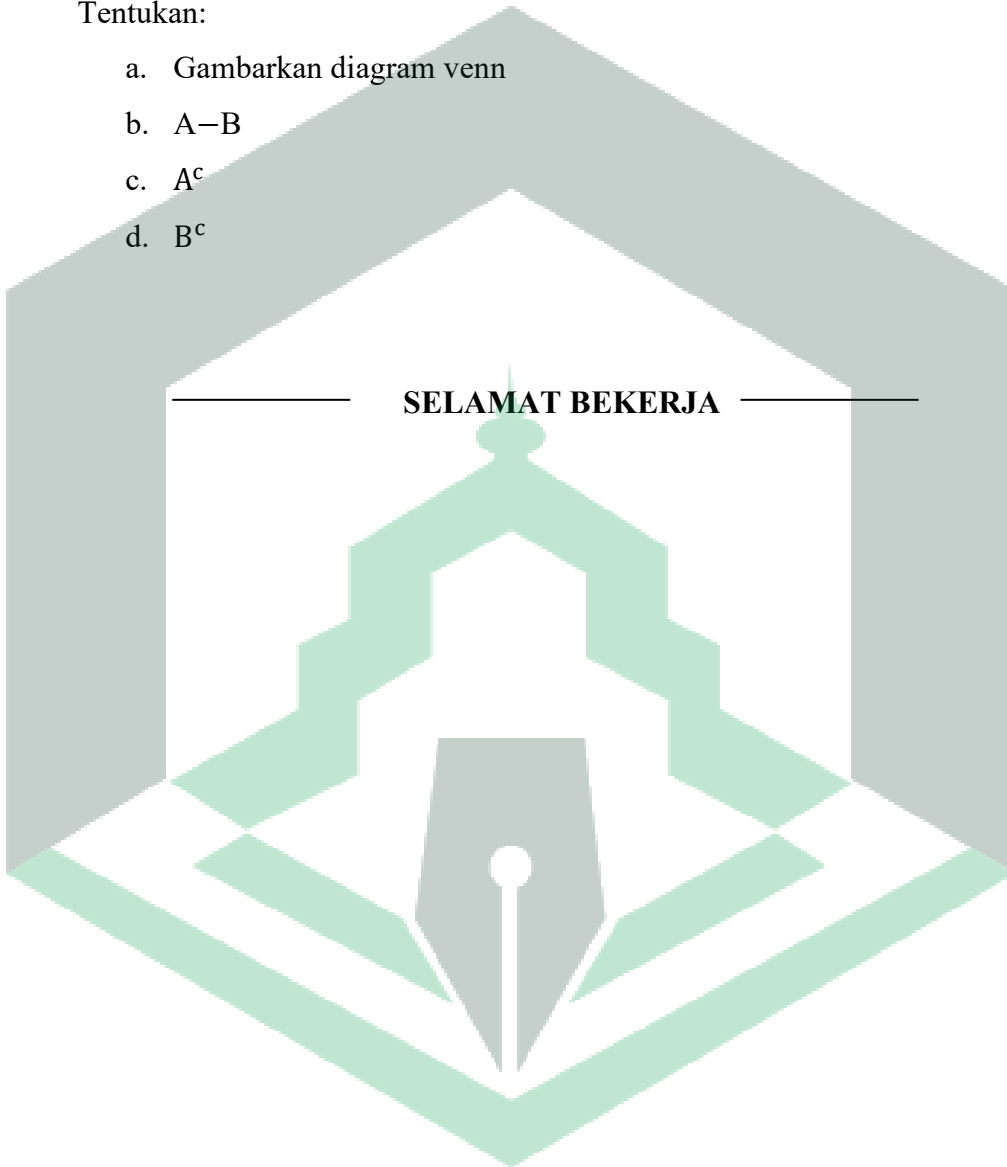 Tentukan:
a. Gambarkan diagram venn
b. A−B
c. Aᶜ
d. Bᶜ
SELAMAT BEKERJA